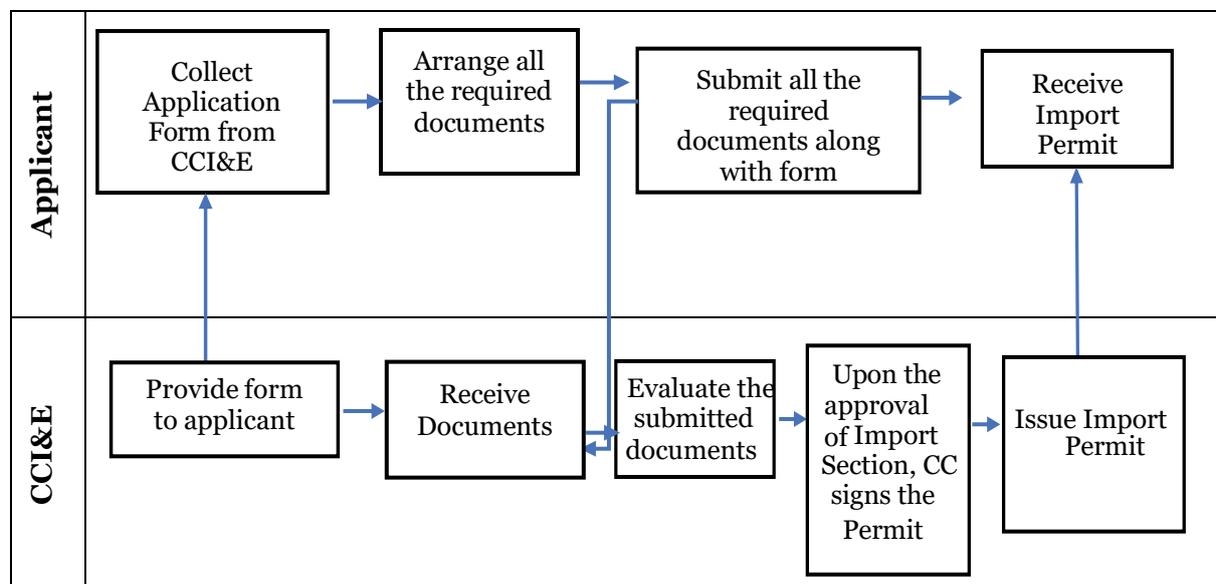 Applicant
Collect
Application
Form from
CCI&E
Arrange all
the required
documents
Submit all the
required
documents along
with form
Receive
Import
Permit
CCI&E
Provide form
to applicant
Receive
Documents
Evaluate the
submitted
documents
Upon the
approval
of Import
Section, CC
signs the
Permit
Issue Import
Permit